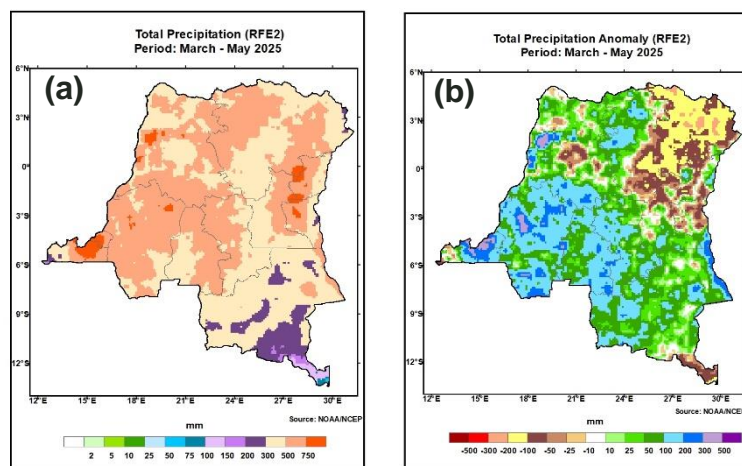 Total Precipitation (RFE2)
Period: March - May 2025
(a)
6°N
3°N
0°
3°S
6°S
9°S
12°S
12°E
15°E
18°E
21°E
24°E
27°E
30°E
Source: NOAA/NCEP
mm
2 5 10 25 50 75 100 150 200 300 500 750
Total Precipitation Anomaly (RFE2)
Period: March - May 2025
(b)
6°N
3°N
0°
3°S
6°S
9°S
12°S
12°E
15°E
18°E
21°E
24°E
27°E
30°E
Source: NOAA/NCEP
mm
-500 -300 -200 -100 -50 -25 -10 10 25 50 100 200 300 500